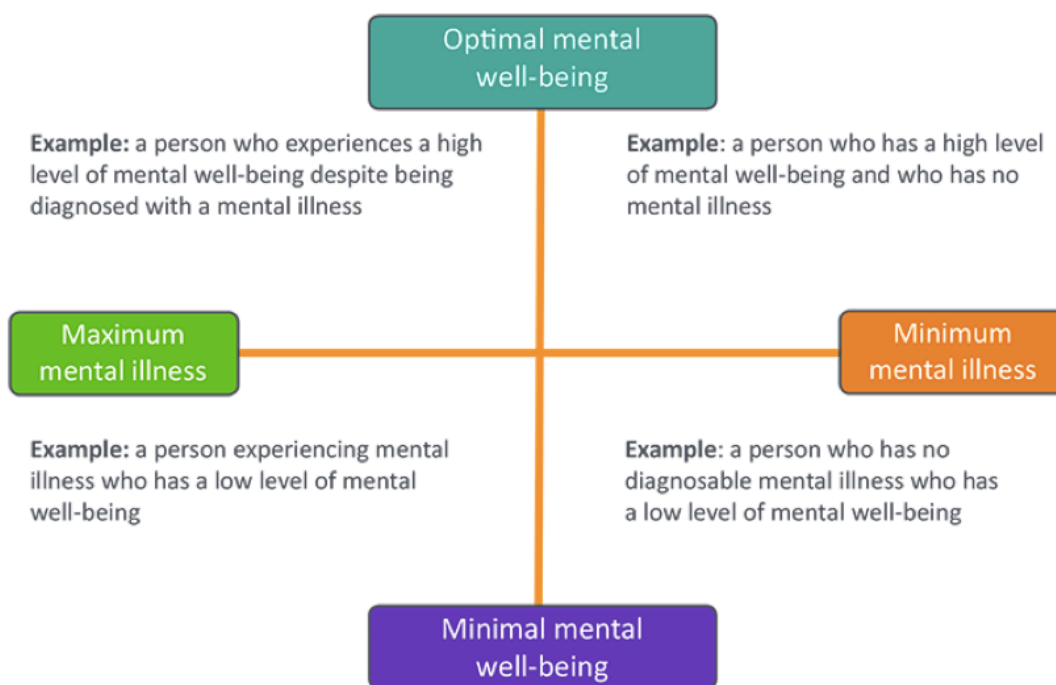 Optimal mental
well-being
Example: a person who experiences a high
level of mental well-being despite being
diagnosed with a mental illness
Example: a person who has a high level
of mental well-being and who has no
mental illness
Maximum
mental illness
Minimum
mental illness
Example: a person experiencing mental
illness who has a low level of mental
well-being
Example: a person who has no
diagnosable mental illness who has
a low level of mental well-being
Minimal mental
well-being